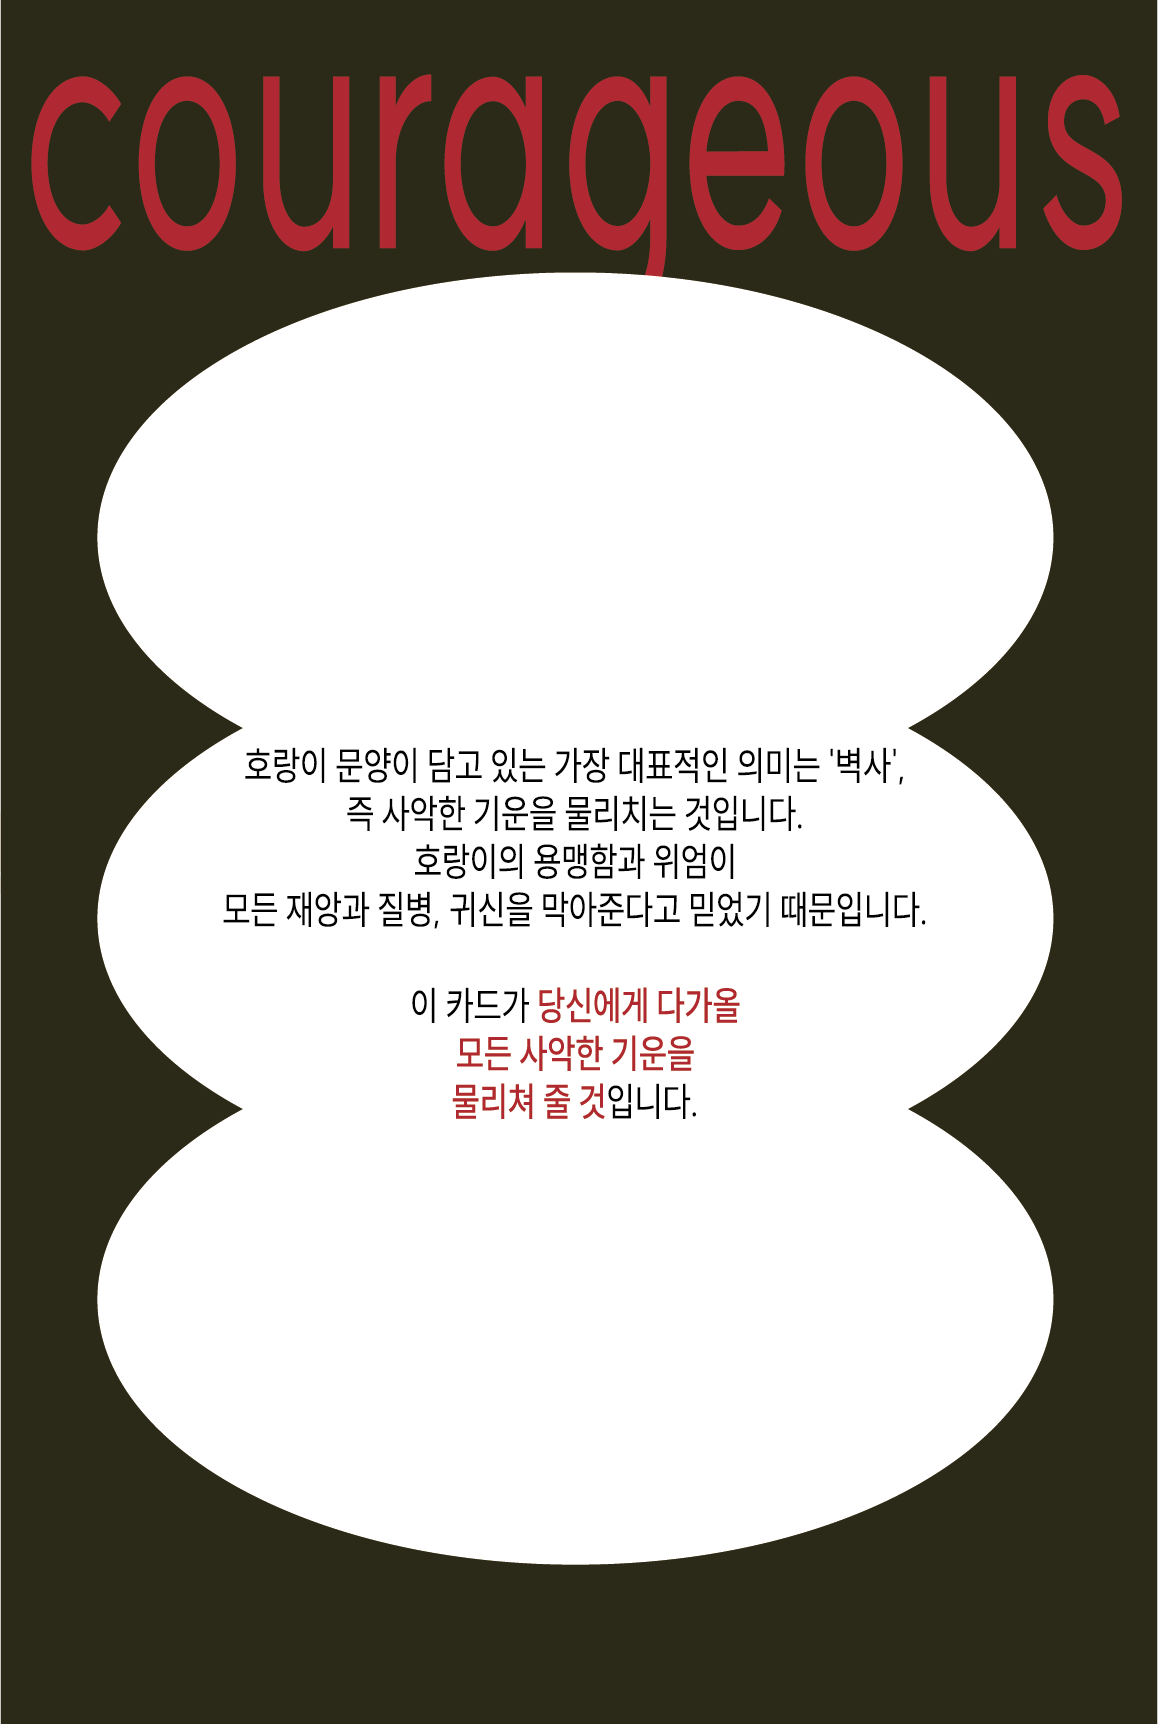 courageous
호랑이 문양이 담고 있는 가장 대표적인 의미는 '벽사',
즉 사악한 기운을 물리치는 것입니다.
호랑이의 용맹함과 위엄이
모든 재앙과 질병, 귀신을 막아준다고 믿었기 때문입니다.
이 카드가 당신에게 다가올
모든 사악한 기운을
물리쳐 줄 것입니다.